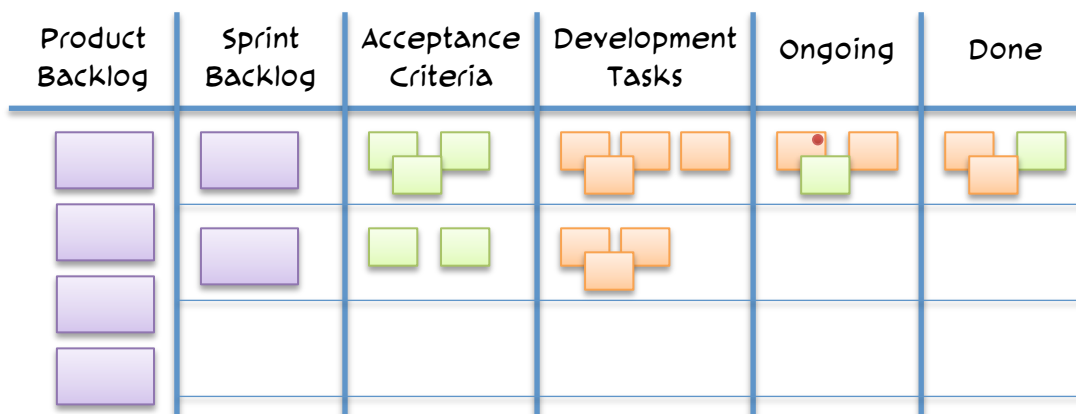 Product
Backlog
Sprint
Backlog
Acceptance
Criteria
Development
Tasks
Ongoing
Done